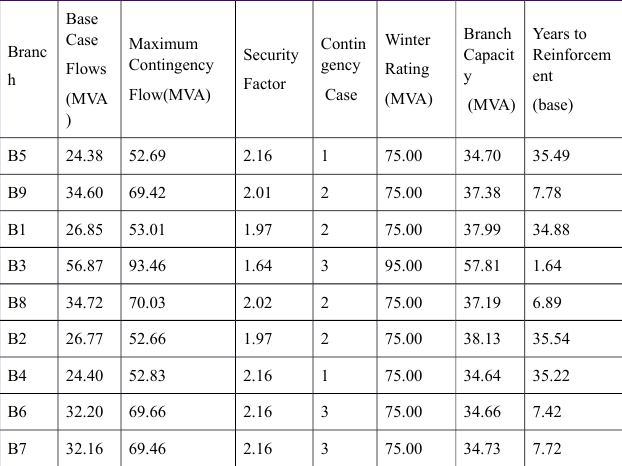 Branc
h
Base
Case
Flows
(MVA
)
Maximum
Contingency
Flow(MVA)
Security
Factor
Contin
gency
Case
Winter
Rating
(MVA)
Branch
Capacit
y
(MVA)
Years to
Reinforcem
ent
(base)
B5 24.38 52.69 2.16 1 75.00 34.70 35.49
B9 34.60 69.42 2.01 2 75.00 37.38 7.78
B1 26.85 53.01 1.97 2 75.00 37.99 34.88
B3 56.87 93.46 1.64 3 95.00 57.81 1.64
B8 34.72 70.03 2.02 2 75.00 37.19 6.89
B2 26.77 52.66 1.97 2 75.00 38.13 35.54
B4 24.40 52.83 2.16 1 75.00 34.64 35.22
B6 32.20 69.66 2.16 3 75.00 34.66 7.42
B7 32.16 69.46 2.16 3 75.00 34.73 7.72